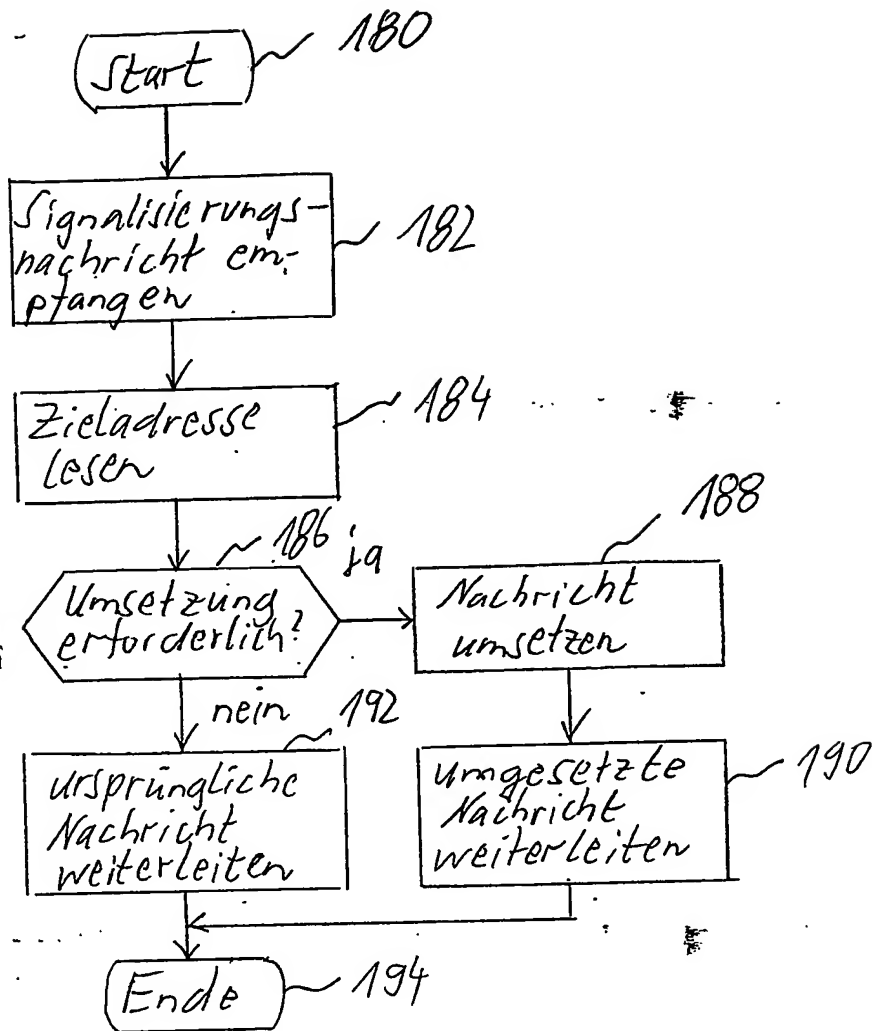 180
Start
Signalisierungs-
nachricht em-
pfangen
182
Zieladresse
lesen
184
186
ja
Umsetzung
erforderlich?
188
Nachricht
umsetzen
nein
192
ursprüngliche
Nachricht
weiterleiten
umgesetzte
Nachricht
weiterleiten
190
Ende
194